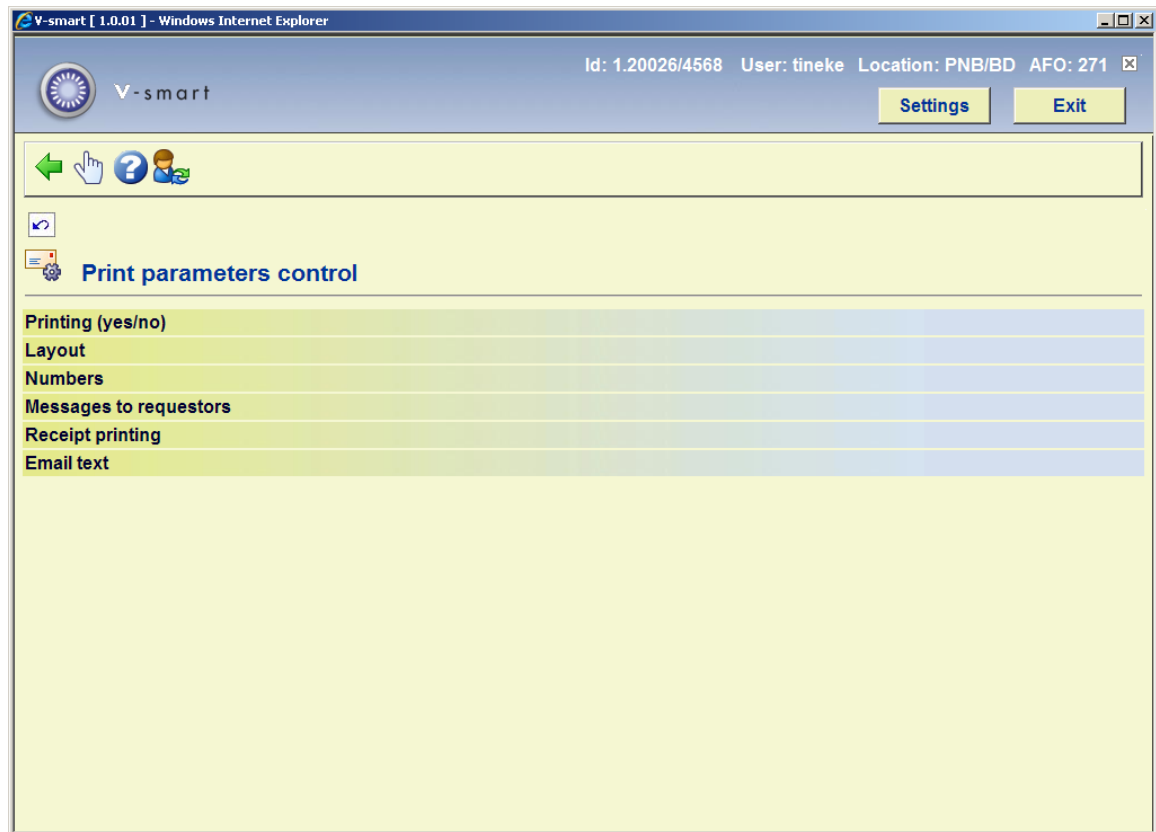 V-smart [ 1.0.01 ] - Windows Internet Explorer
Id: 1.20026/4568 User: tineke Location: PNB/BD AFO: 271
V-smart
Settings Exit
Print parameters control
Printing (yes/no)
Layout
Numbers
Messages to requestors
Receipt printing
Email text